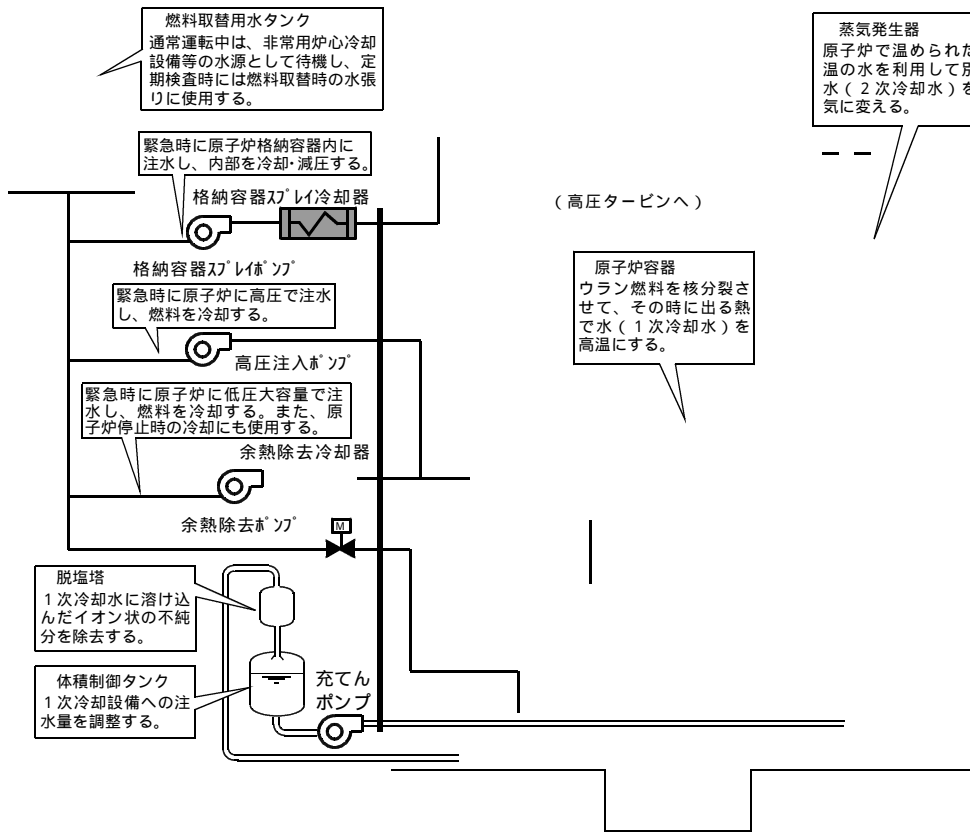 燃料取替用水タンク
通常運転中は、非常用炉心冷却
設備等の水源として待機し、定
期検査時には燃料取替時の水張
りに使用する。
蒸気発生器
原子炉で温められた
温の水を利用して別
水(2次冷却水)を
気に変える。
緊急時に原子炉格納容器内に
注水し、内部を冷却・減圧する。
格納容器ｽﾌﾟﾚｲ冷却器
(高圧タービンへ)
格納容器ｽﾌﾟﾚｲﾎﾟﾝﾌﾟ
原子炉容器
ウラン燃料を核分裂さ
せて、その時に出る熱
で水(1次冷却水)を
高温にする。
緊急時に原子炉に高圧で注水
し、燃料を冷却する。
高圧注入ﾎﾟﾝﾌﾟ
緊急時に原子炉に低圧大容量で注
水し、燃料を冷却する。また、原
子炉停止時の冷却にも使用する。
余熱除去冷却器
余熱除去ﾎﾟﾝﾌﾟ
M
脱塩塔
1次冷却水に溶け込
んだイオン状の不純
分を除去する。
体積制御タンク
1次冷却設備への注
水量を調整する。
充てん
ポンプ